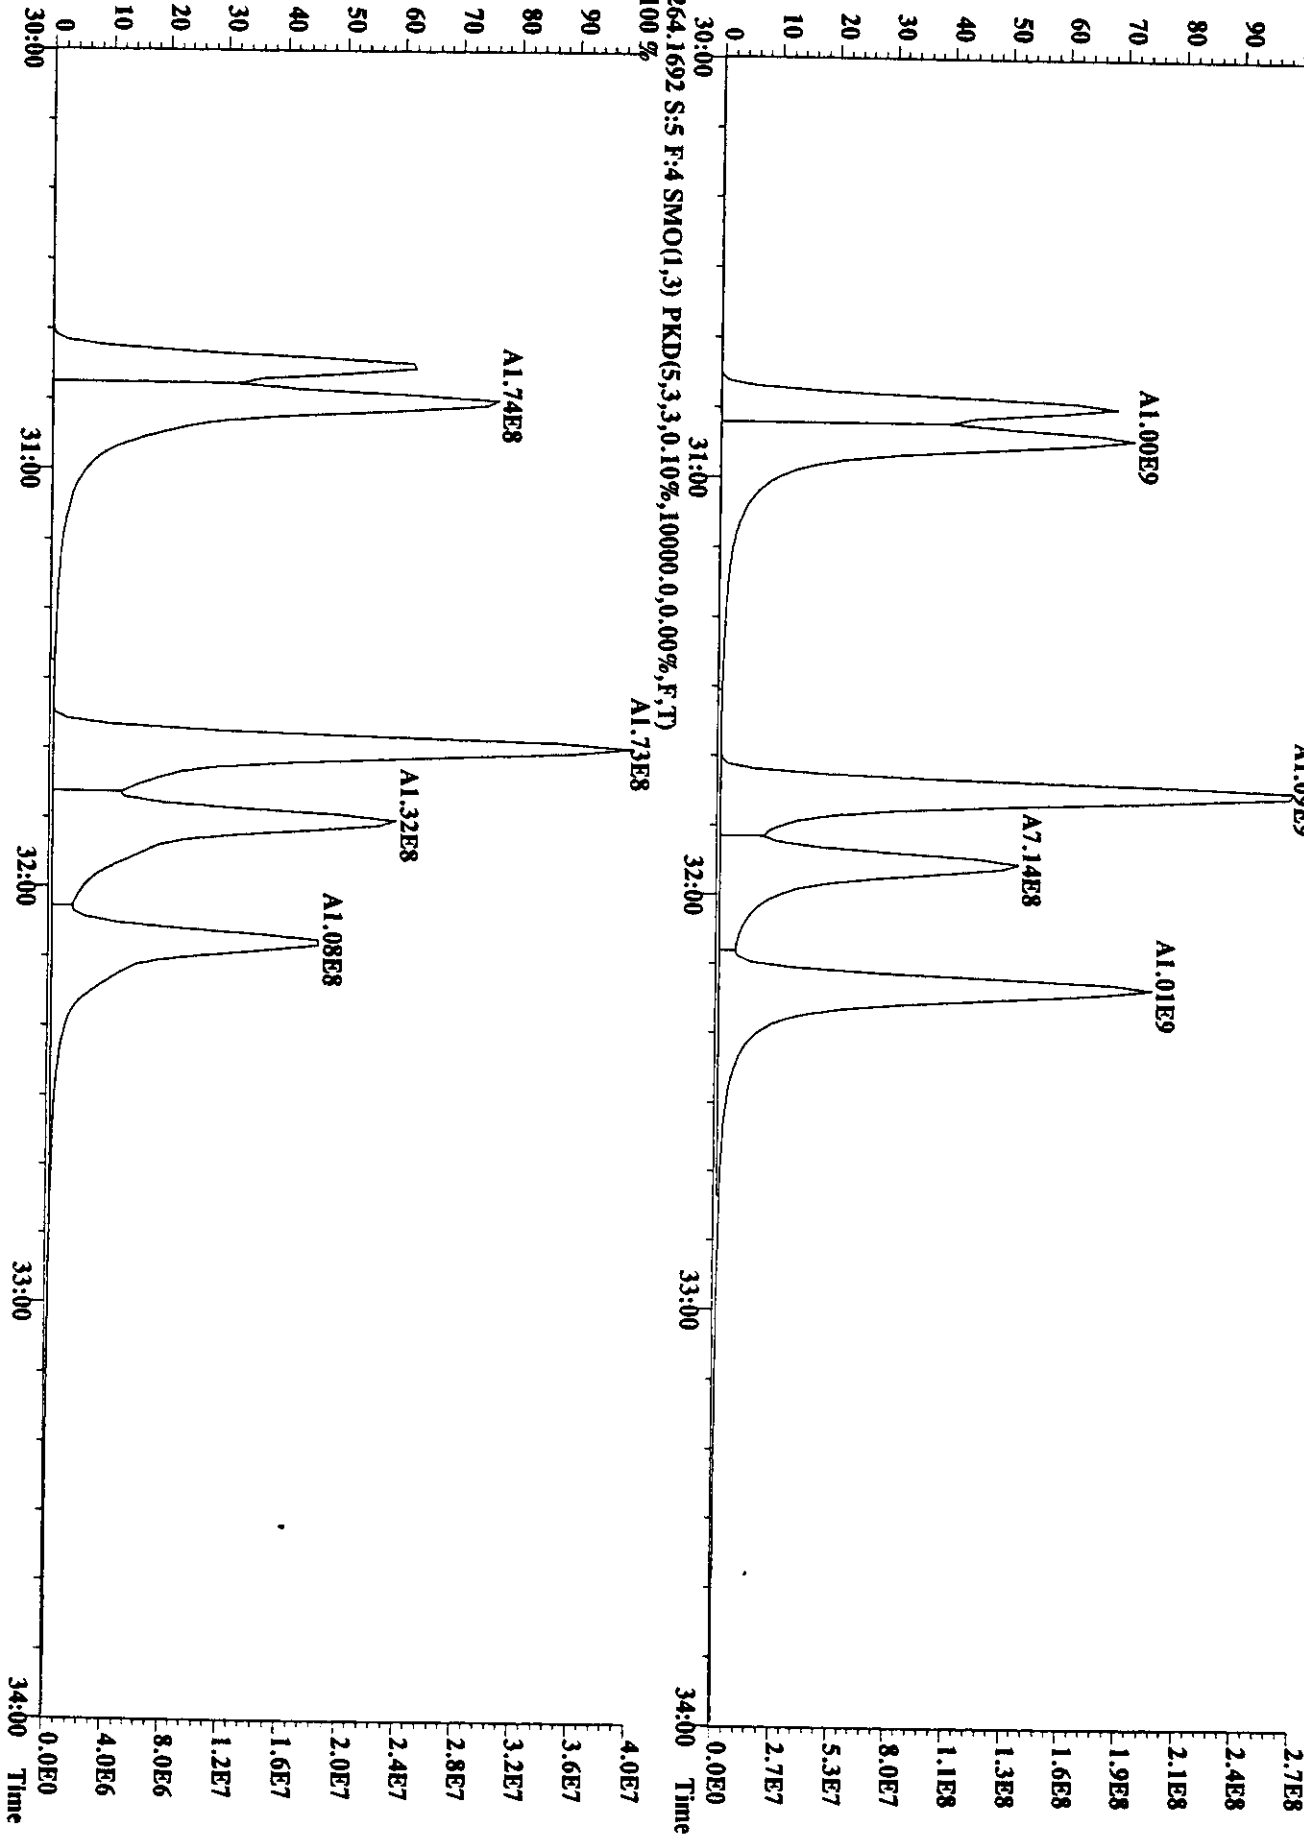 90
80
70
60
50
40
30
20
10
0
A1.00E9
A1.09E9
A7.14E8
A1.01E9
2.7E8
2.4E8
2.1E8
1.9E8
1.6E8
1.3E8
1.1E8
8.0E7
5.3E7
2.7E7
0.0E0
30:00
31:00
32:00
33:00
34:00
Time
264.1692 S:5 F:4 SMO(1,3) PKD(5,3,3,0.10%,10000.0,0.00%,F,T)
100 %
90
80
70
60
50
40
30
20
10
0
A1.74E8
A1.73E8
A1.32E8
A1.08E8
4.0E7
3.6E7
3.2E7
2.8E7
2.4E7
2.0E7
1.6E7
1.2E7
8.0E6
4.0E6
0.0E0
30:00
31:00
32:00
33:00
34:00
Time